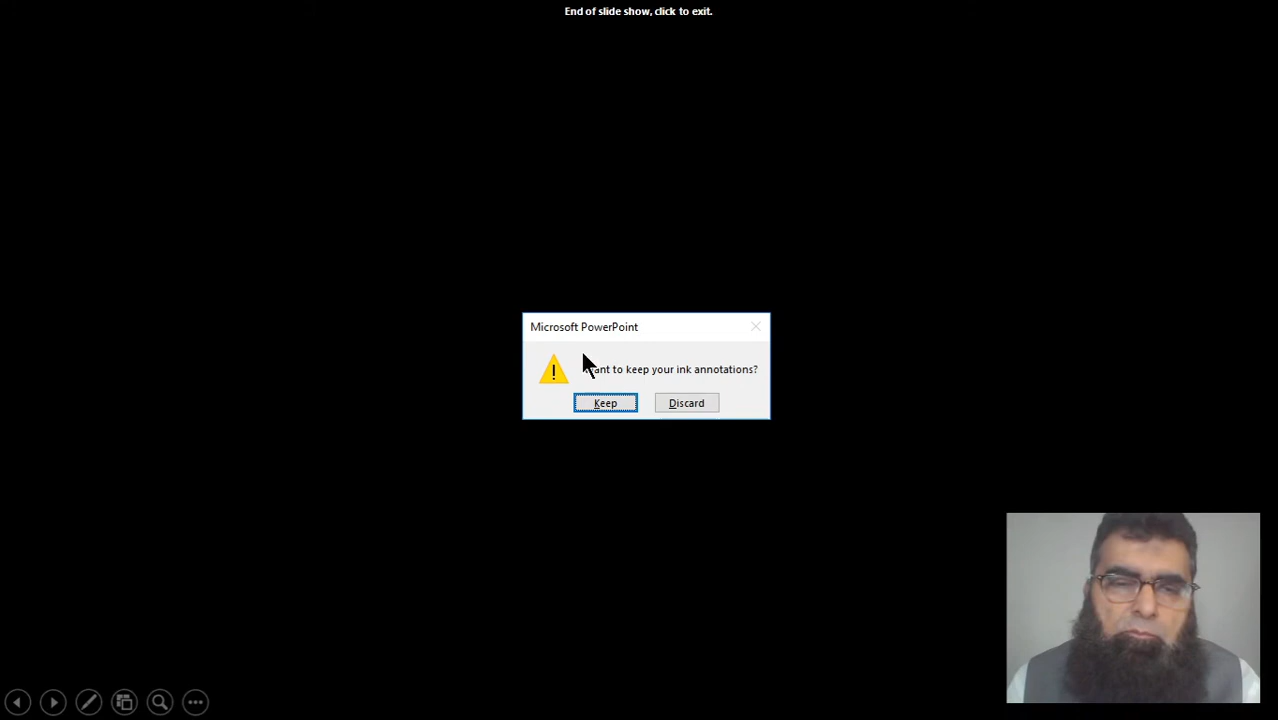 End of slide show, click to exit.
Microsoft PowerPoint
to keep your ink annotations?
Keep
Discard